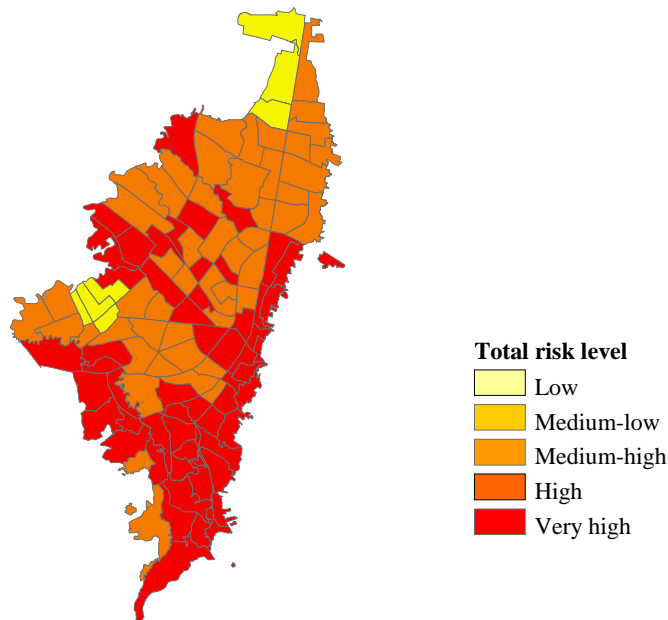 Total risk level
Low
Medium-low
Medium-high
High
Very high